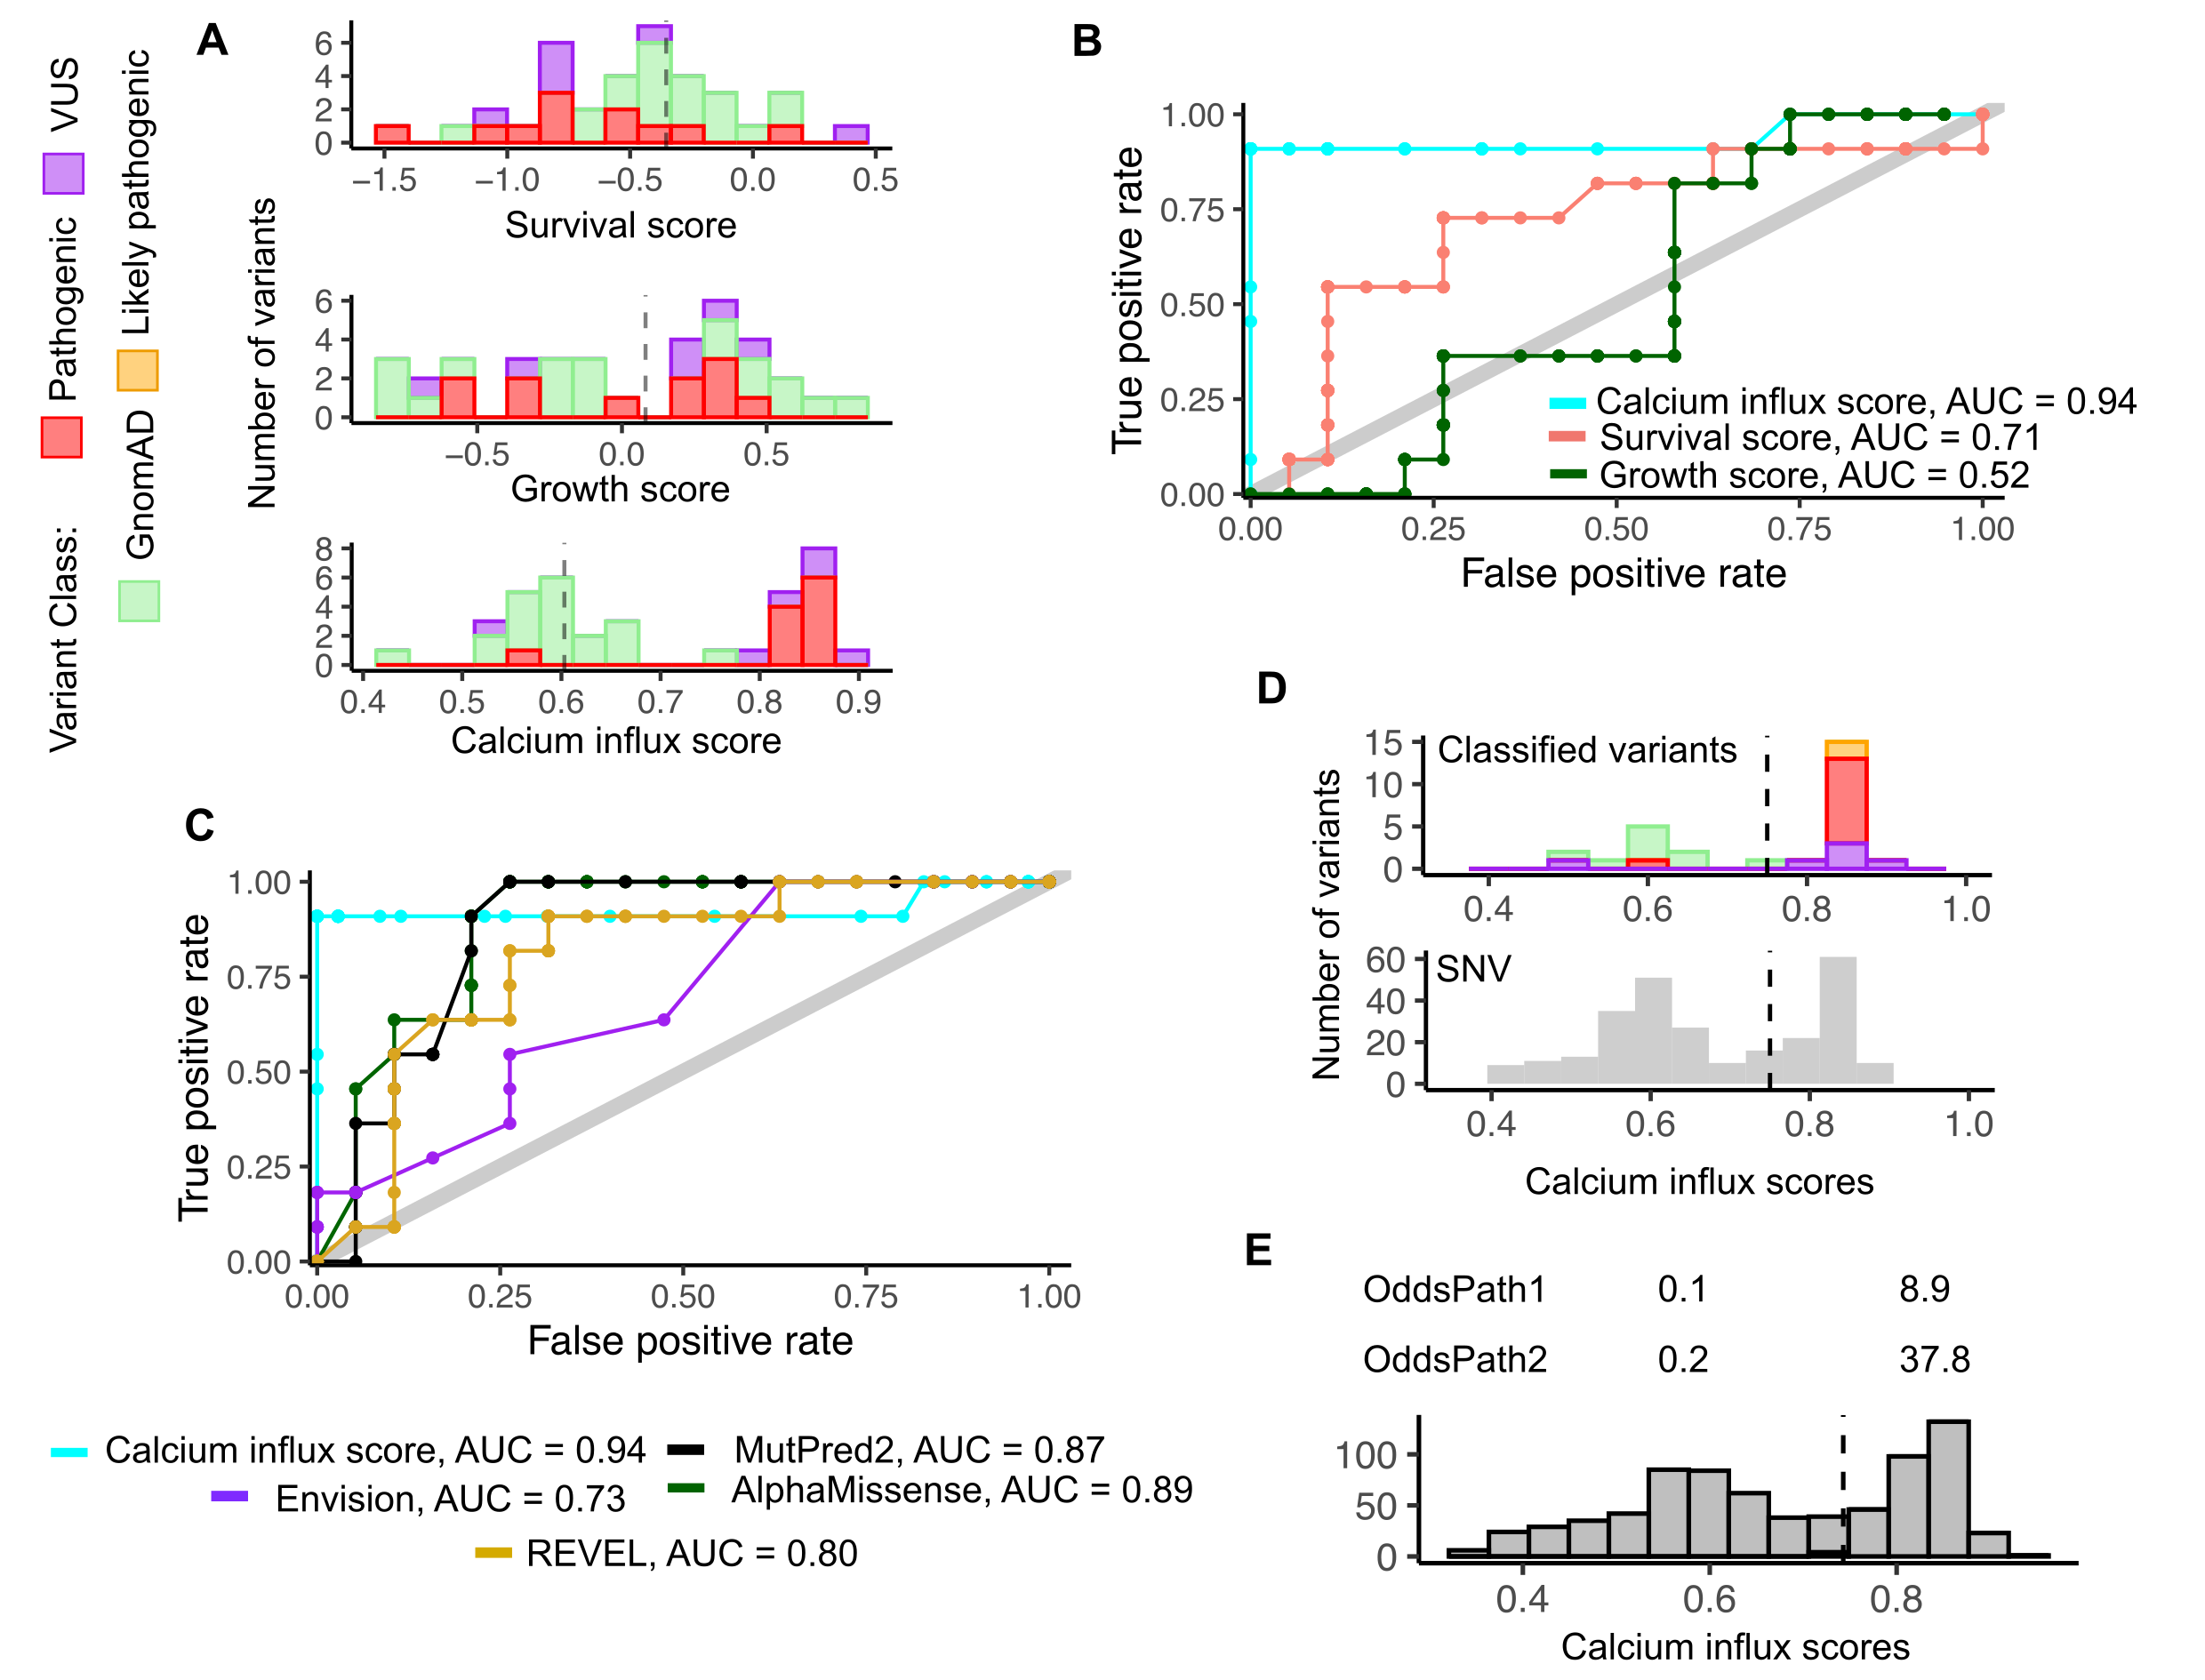 Variant Class:
Pathogenic
VUS
GnomAD
Likely pathogenic
A
Number of variants
6
4
2
0
−1.5
−1.0
−0.5
0.0
0.5
Survival score
6
4
2
0
−0.5
0.0
0.5
Growth score
8
6
4
2
0
0.4
0.5
0.6
0.7
0.8
0.9
Calcium influx score
B
True positive rate
1.00
0.75
0.50
0.25
0.00
Calcium influx score, AUC = 0.94
Survival score, AUC = 0.71
Growth score, AUC = 0.52
0.00
0.25
0.50
0.75
1.00
False positive rate
C
True positive rate
1.00
0.75
0.50
0.25
0.00
0.00
0.25
0.50
0.75
1.00
False positive rate
Calcium influx score, AUC = 0.94
MutPred2, AUC = 0.87
Envision, AUC = 0.73
AlphaMissense, AUC = 0.89
REVEL, AUC = 0.80
D
Number of variants
Classified variants
15
10
5
0
0.4
0.6
0.8
1.0
SNV
60
40
20
0
0.4
0.6
0.8
1.0
Calcium influx scores
E
OddsPath1 0.1 8.9
OddsPath2 0.2 37.8
100
50
0
0.4
0.6
0.8
Calcium influx scores